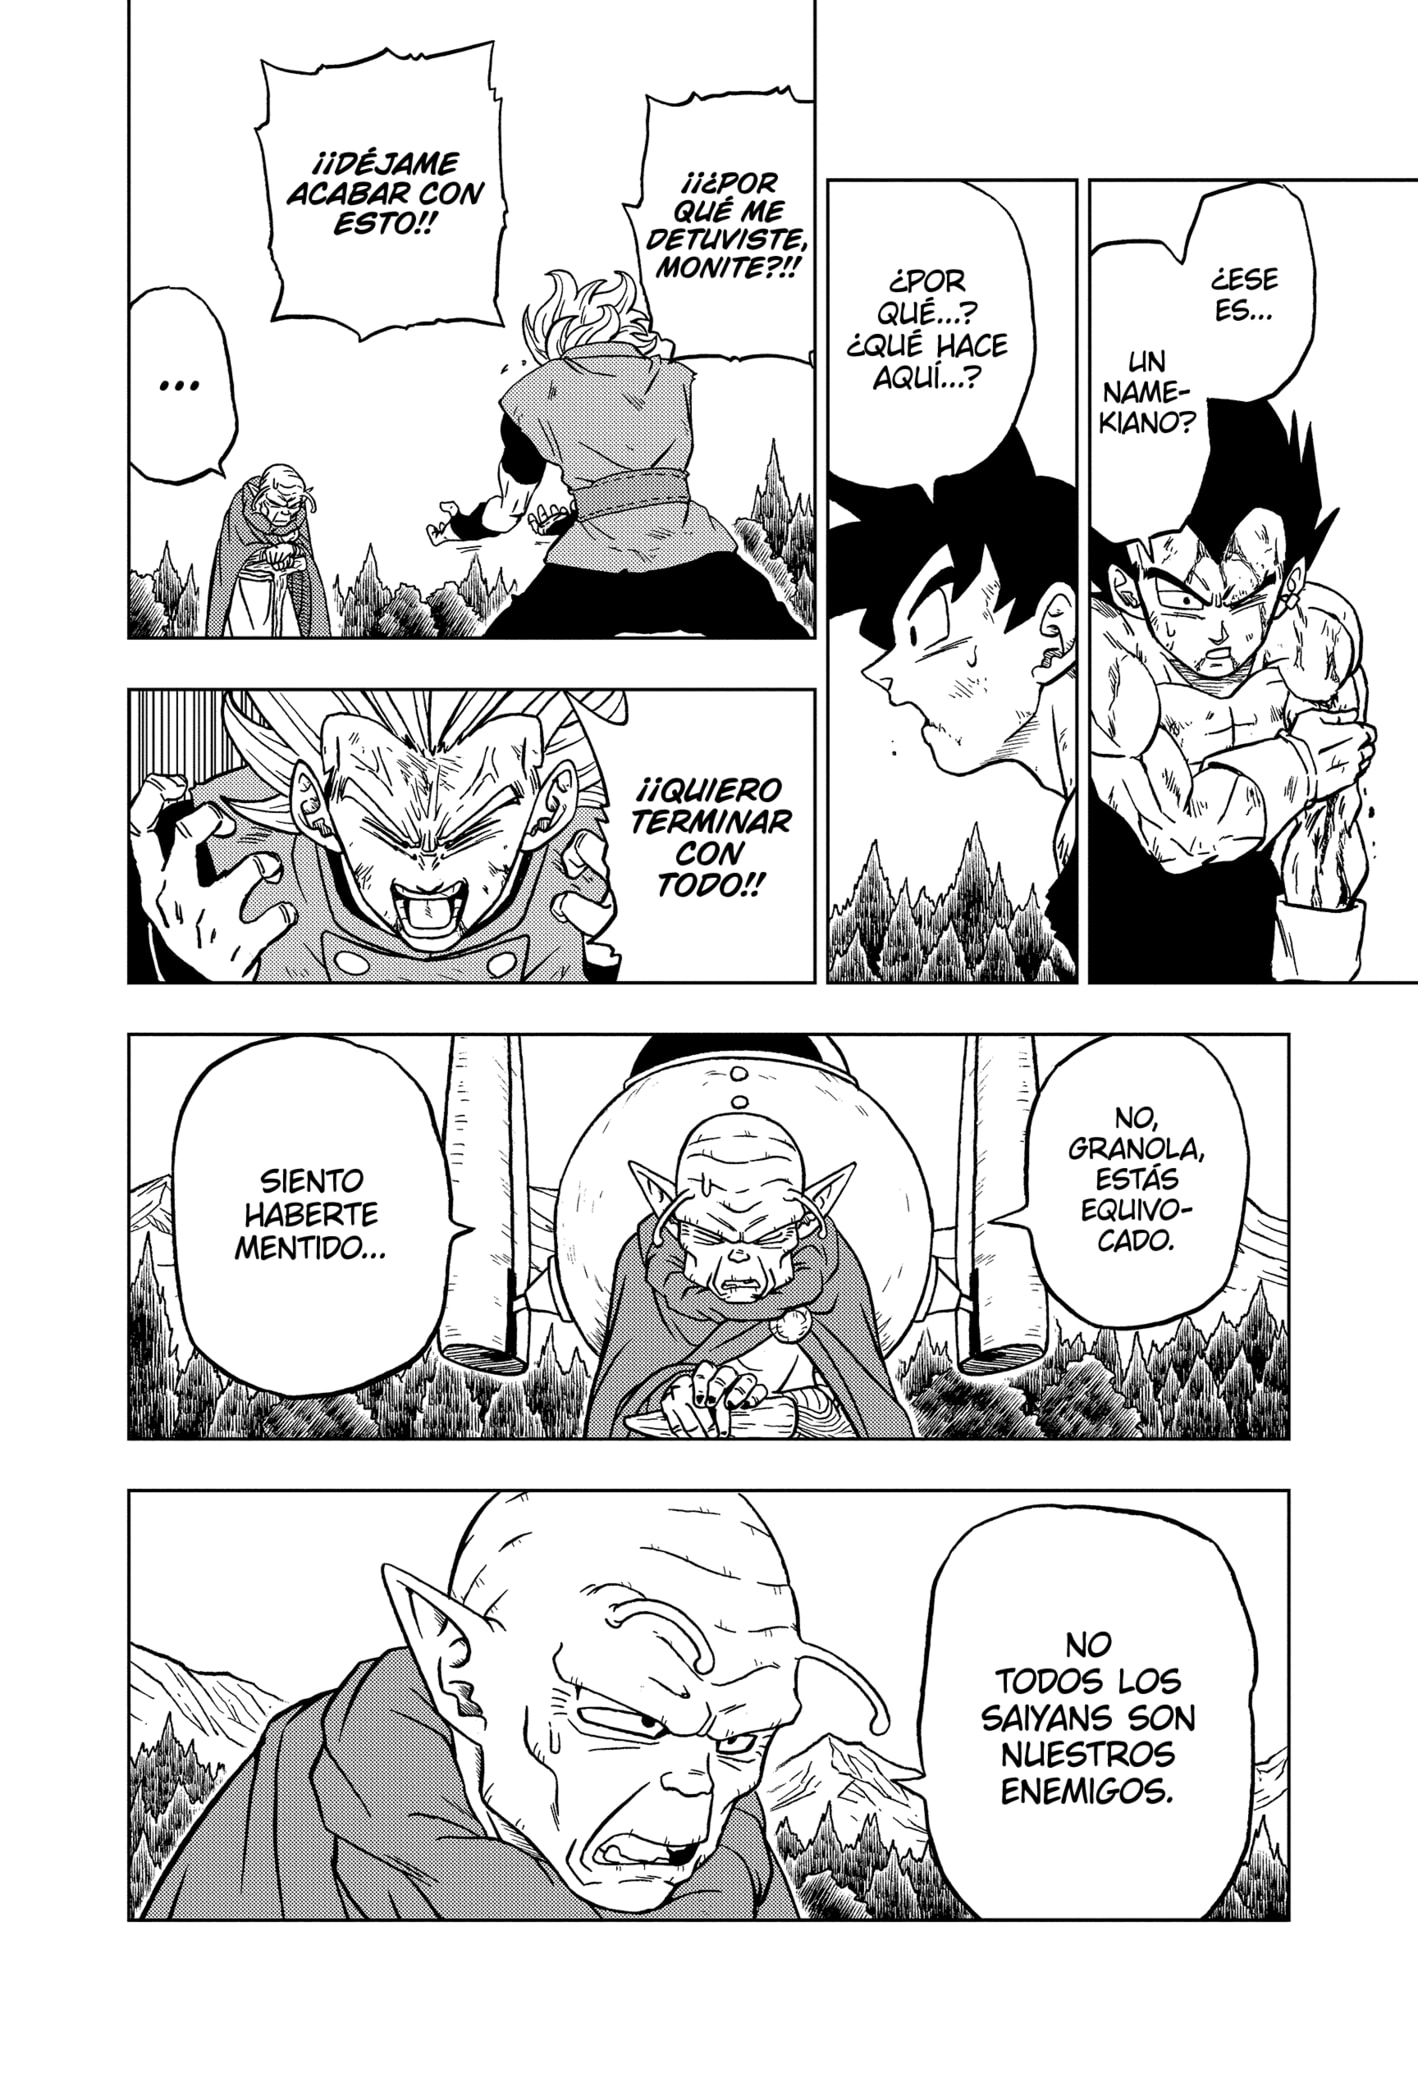 ¿ESE
ES...
UN
NAME-
KIANO?
¿POR
QUÉ...?
¿QUÉ HACE
AQUÍ...?
¡¡¿POR
QUÉ ME
DETUVISTE,
MONITE?!!
¡¡DÉJAME
ACABAR CON
ESTO!!
...
¡¡QUIERO
TERMINAR
CON
TODO!!
NO,
GRANOLA,
ESTÁS
EQUIVO-
CADO.
SIENTO
HABERTE
MENTIDO...
NO
TODOS LOS
SAIYANS SON
NUESTROS
ENEMIGOS.